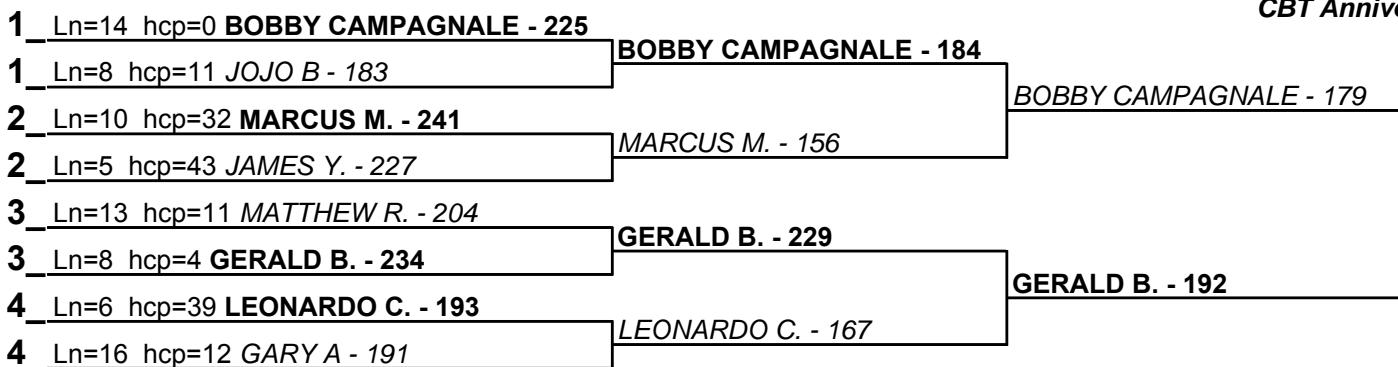 CBT Annive
1_ Ln=14 hcp=0 BOBBY CAMPAGNALE - 225
BOBBY CAMPAGNALE - 184
1_ Ln=8 hcp=11 JOJO B - 183
BOBBY CAMPAGNALE - 179
2_ Ln=10 hcp=32 MARCUS M. - 241
MARCUS M. - 156
2_ Ln=5 hcp=43 JAMES Y. - 227
3_ Ln=13 hcp=11 MATTHEW R. - 204
GERALD B. - 229
3_ Ln=8 hcp=4 GERALD B. - 234
GERALD B. - 192
4_ Ln=6 hcp=39 LEONARDO C. - 193
LEONARDO C. - 167
4 Ln=16 hcp=12 GARY A - 191